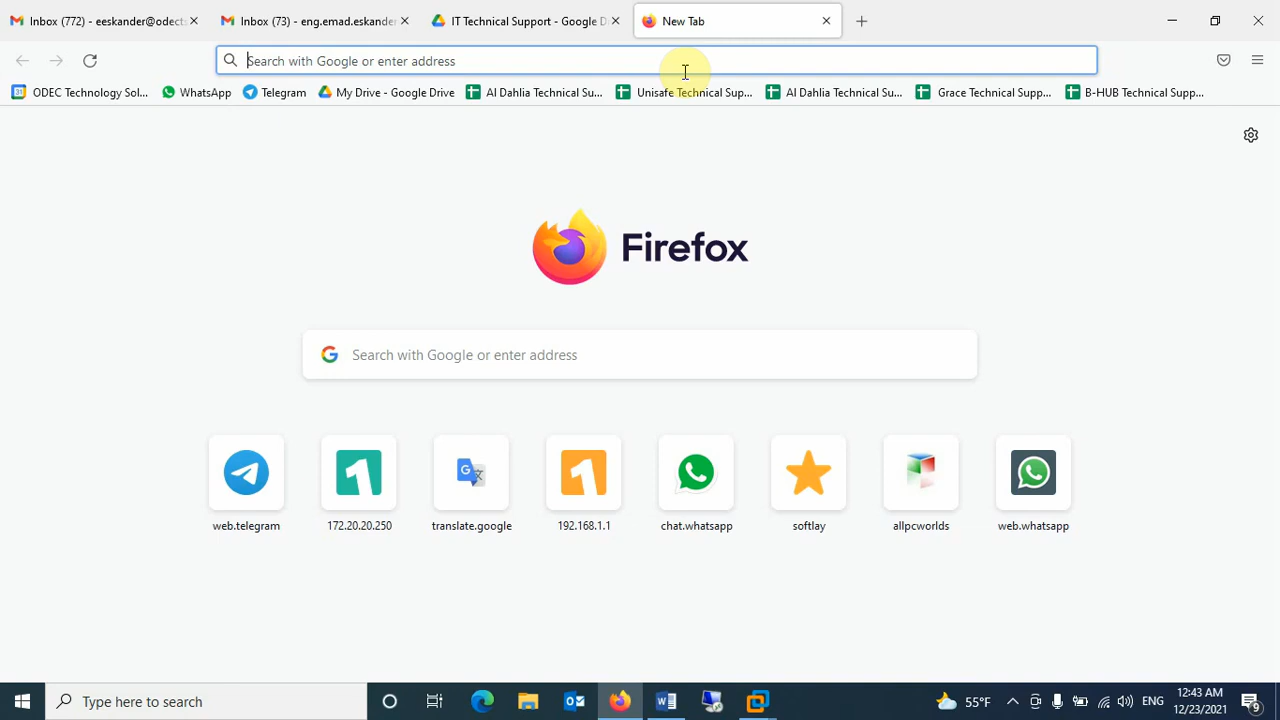 Inbox (772) - eeskander@odects
Inbox (73) - eng.emad.eskander
IT Technical Support - Google D
New Tab
Search with Google or enter address
ODEC Technology Sol...
WhatsApp
Telegram
My Drive - Google Drive
Al Dahlia Technical Su...
Unisafe Technical Sup...
Al Dahlia Technical Su...
Grace Technical Supp...
B-HUB Technical Supp...
Firefox
Search with Google or enter address
web.telegram
172.20.20.250
translate.google
192.168.1.1
chat.whatsapp
softlay
allpcworlds
web.whatsapp
Type here to search
55°F
ENG
12:43 AM
12/23/2021
9